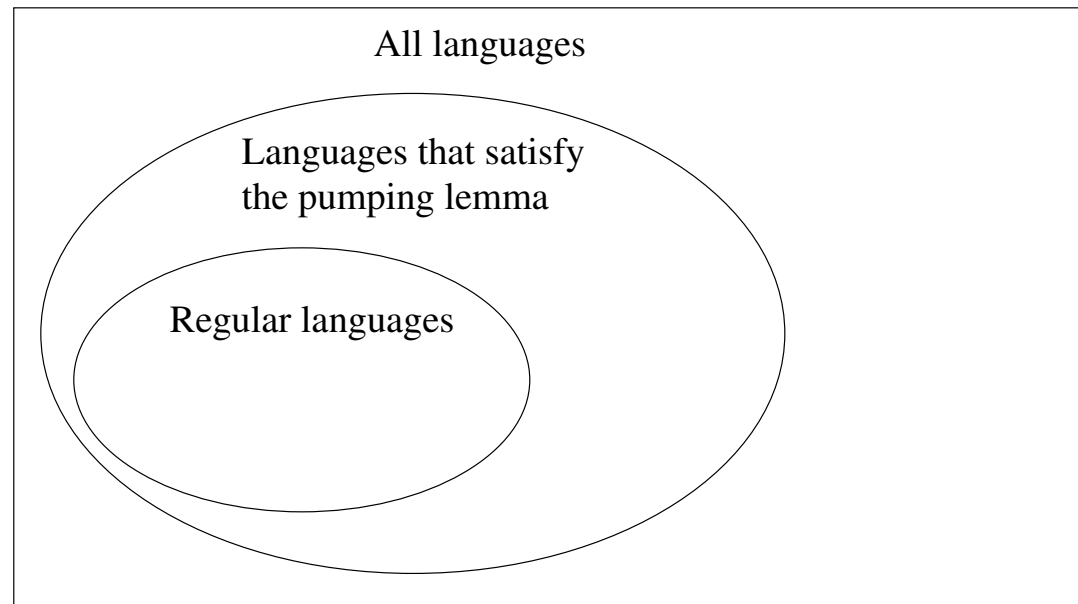 All languages
Languages that satisfy
the pumping lemma
Regular languages